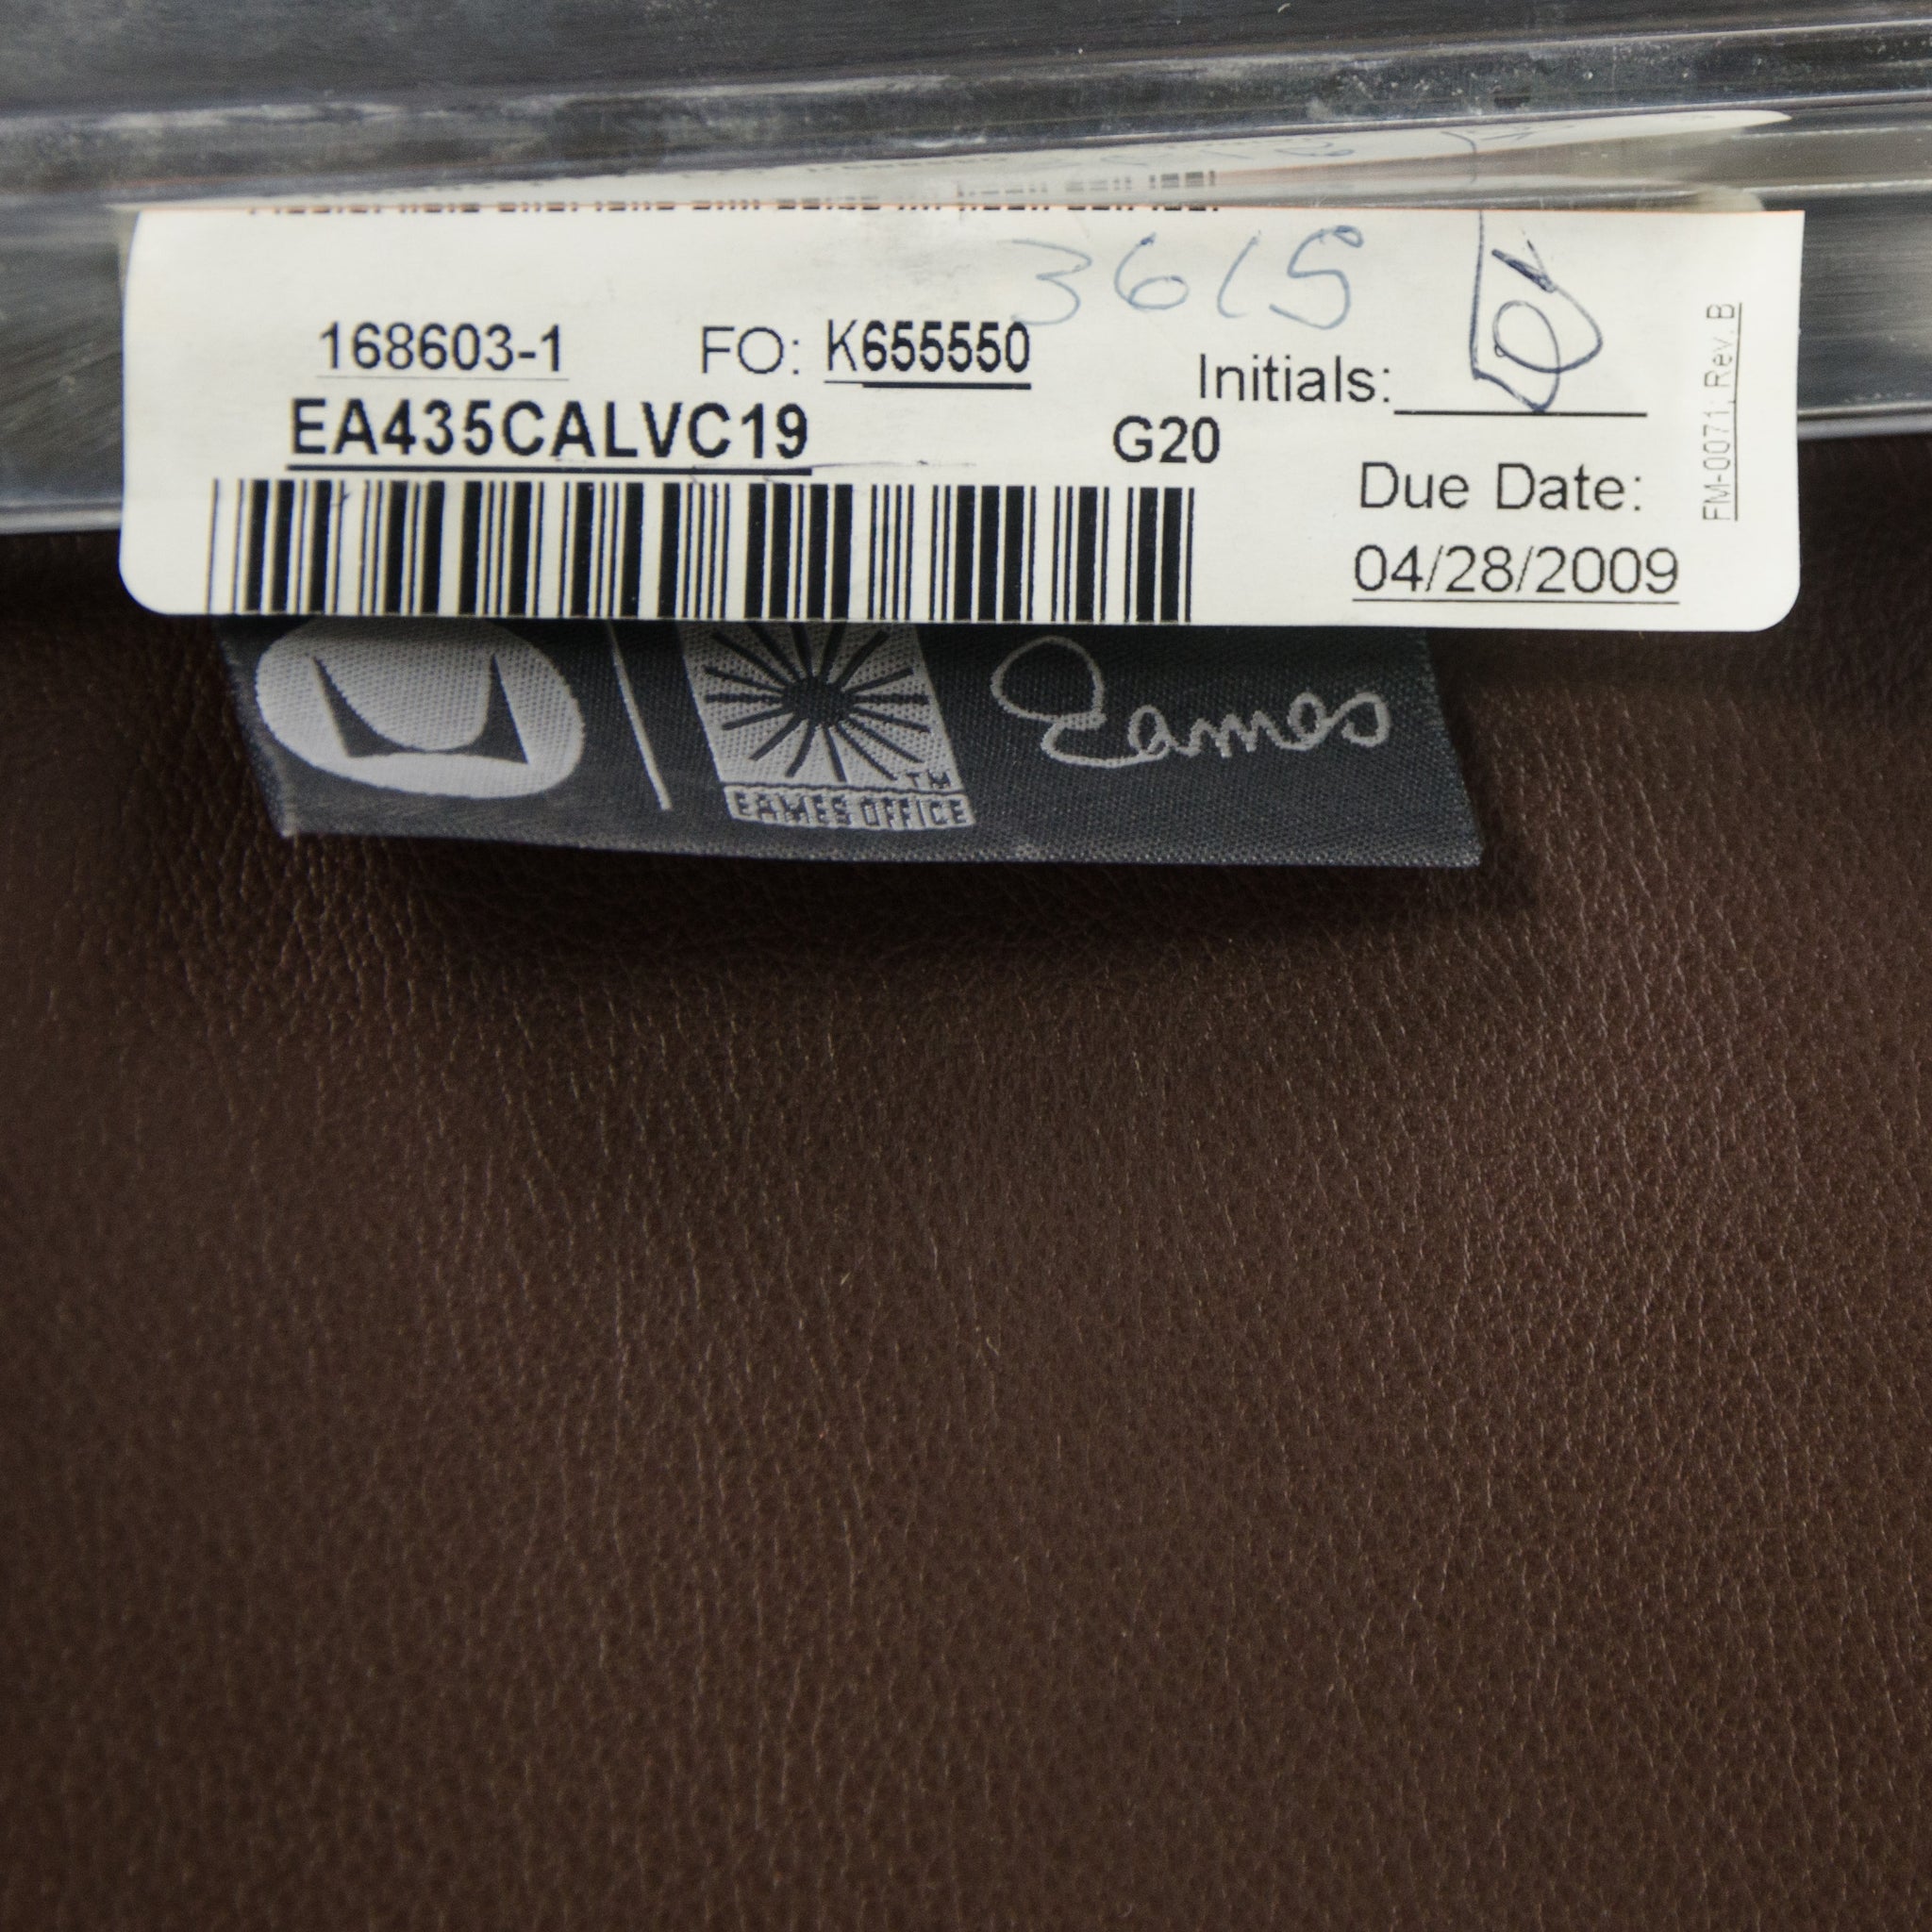 3615
168603-1 FO: K655550 Initials:
EA435CALVC19 G20
Due Date:
04/28/2009
FM-0071, Rev. B
Eames
TM
EAMES OFFICE